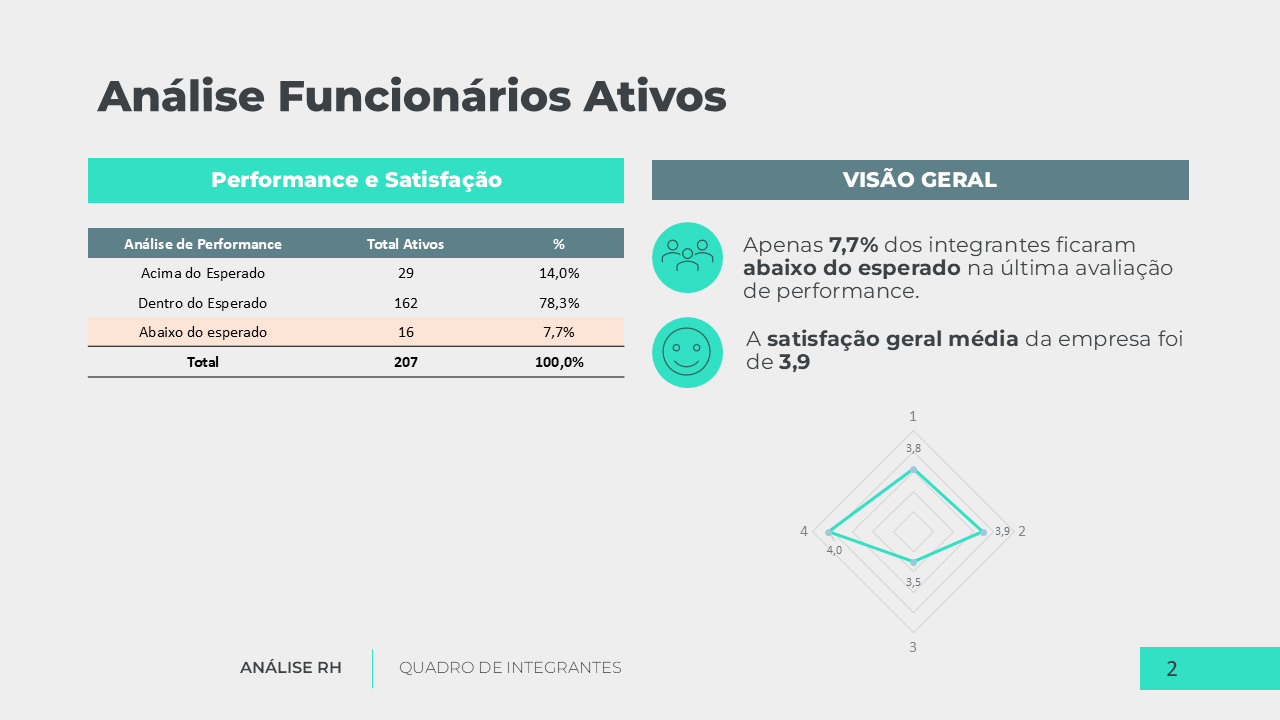 Análise Funcionários Ativos
Performance e Satisfação
Análise de Performance Total Ativos %
Acima do Esperado 29 14,0%
Dentro do Esperado 162 78,3%
Abaixo do esperado 16 7,7%
Total 207 100,0%
VISÃO GERAL
Apenas 7,7% dos integrantes ficaram
abaixo do esperado na última avaliação
de performance.
A satisfação geral média da empresa foi
de 3,9
1
3,8
4
3,9 2
4,0
3,5
3
ANÁLISE RH
QUADRO DE INTEGRANTES
2